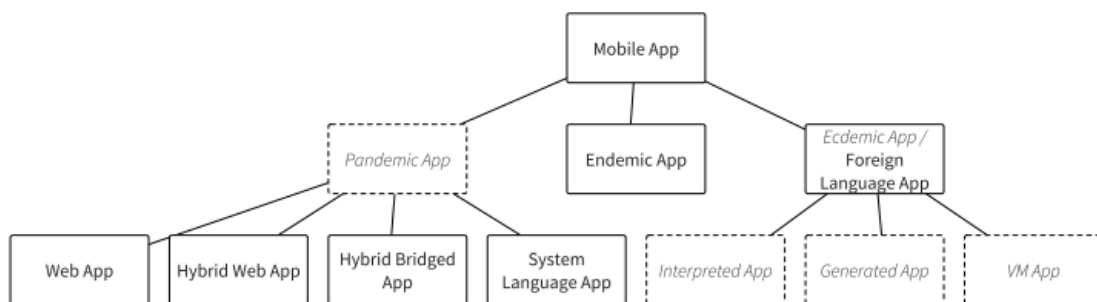 Mobile App
Pandemic App
Endemic App
Ecdemic App /
Foreign
Language App
Web App
Hybrid Web App
Hybrid Bridged
App
System
Language App
Interpreted App
Generated App
VM App